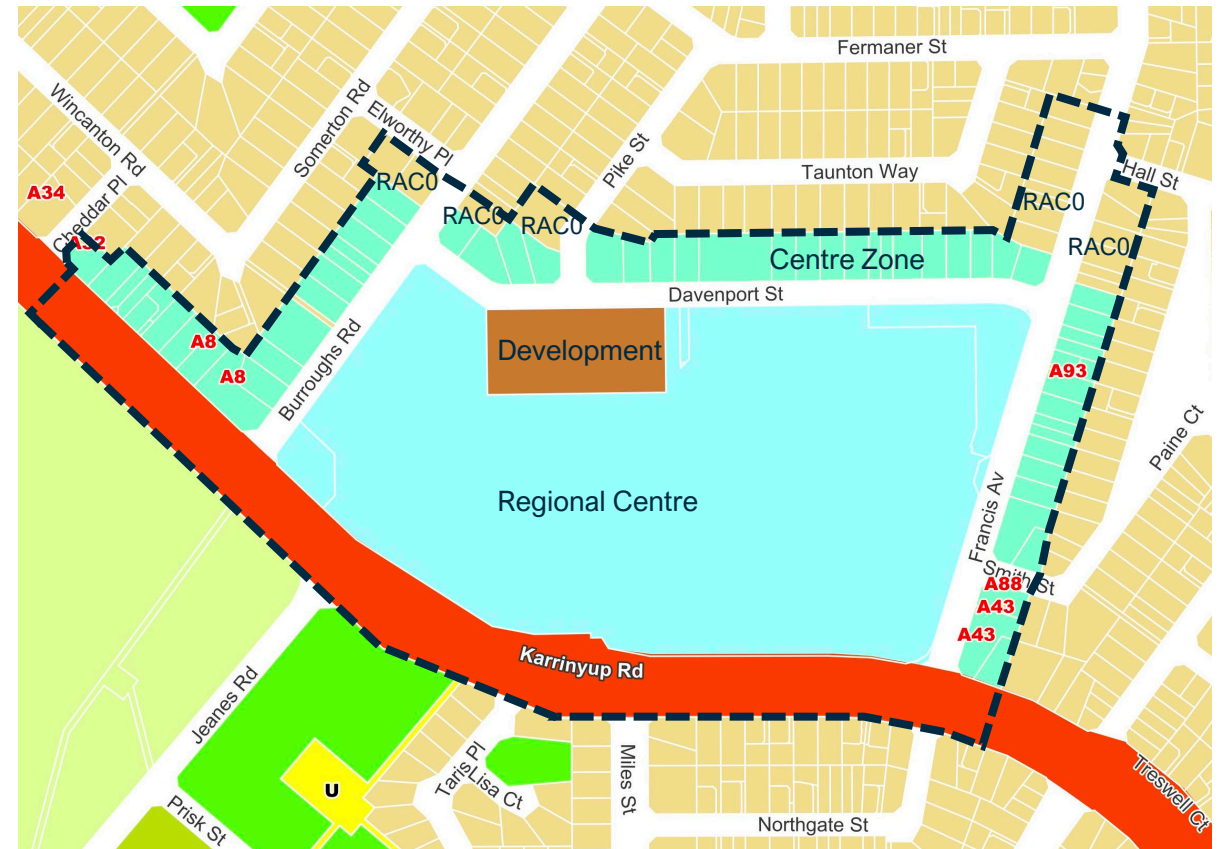 Fermaner St
Wincanton Rd
Somerton Rd
Elworthy Pl
Pike St
Taunton Way
Hall St
A34
Cheddar Pl
RAC0
RAC0
RAC0
RAC0
RAC0
A32
Centre Zone
Davenport St
A8
A8
Burroughs Rd
Development
A93
Paine Ct
Regional Centre
Francis Av
Smith St
A88
A43
A43
Karrinyup Rd
Jeanes Rd
Taris Pl
Lisa Ct
Miles St
Treswell Ct
U
Prisk St
Northgate St